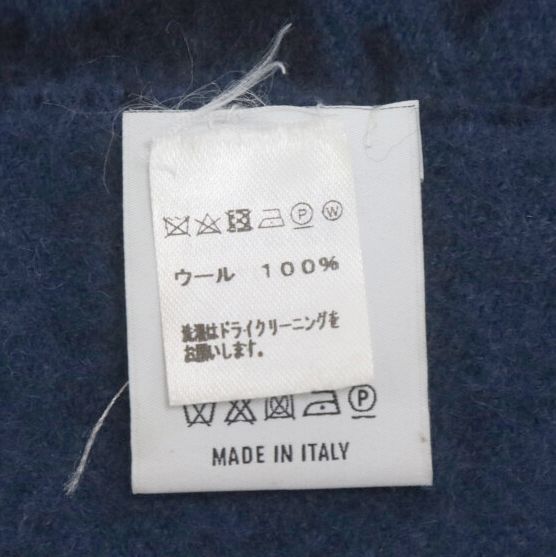 P W
ウール 100%
洗濯はドライクリーニングを
お願いします。
P
MADE IN ITALY